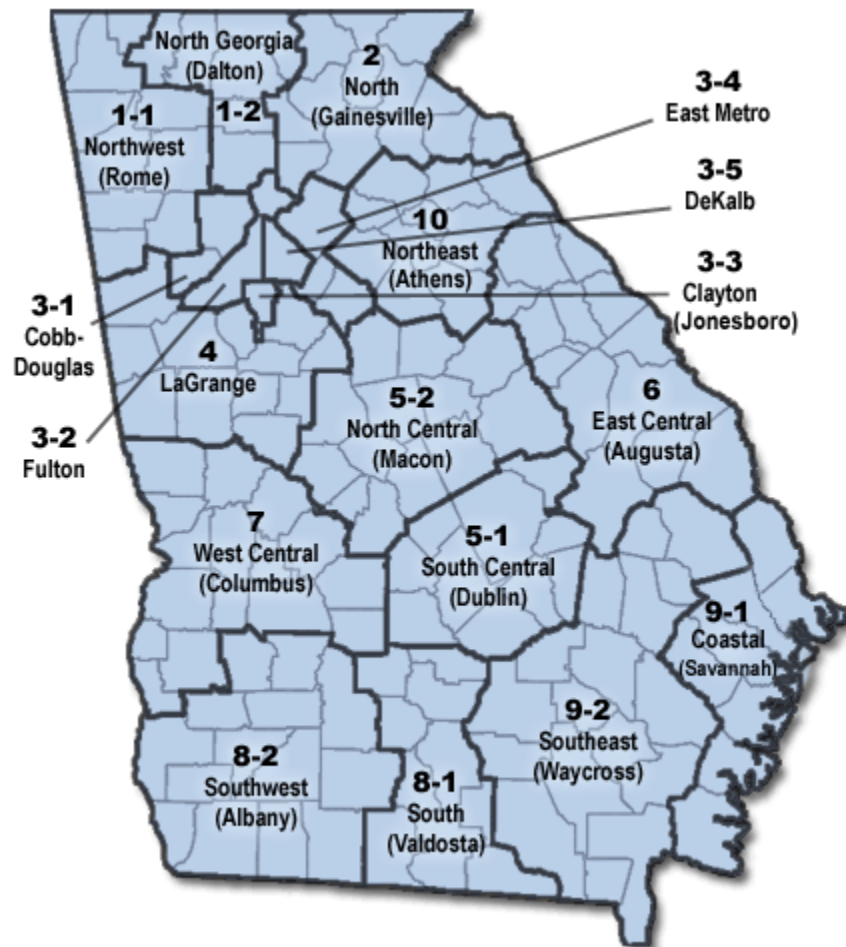 North Georgia
(Dalton)
1-2
2
North
(Gainesville)
1-1
Northwest
(Rome)
3-4
East Metro
3-5
DeKalb
10
Northeast
(Athens)
3-3
Clayton
(Jonesboro)
3-1
Cobb-
Douglas
4
LaGrange
3-2
Fulton
5-2
North Central
(Macon)
6
East Central
(Augusta)
7
West Central
(Columbus)
5-1
South Central
(Dublin)
9-1
Coastal
(Savannah)
9-2
Southeast
(Waycross)
8-2
Southwest
(Albany)
8-1
South
(Valdosta)